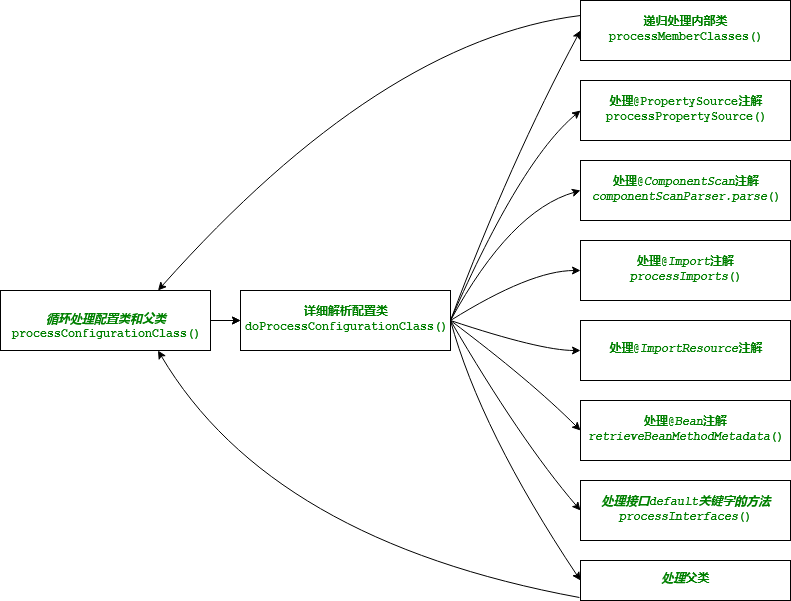 递归处理内部类
processMemberClasses()
处理@PropertySource注解
processPropertySource()
处理@ComponentScan注解
componentScanParser.parse()
处理@Import注解
processImports()
循环处理配置类和父类
processConfigurationClass()
详细解析配置类
doProcessConfigurationClass()
处理@ImportResource注解
处理@Bean注解
retrieveBeanMethodMetadata()
处理接口default关键字的方法
processInterfaces()
处理父类